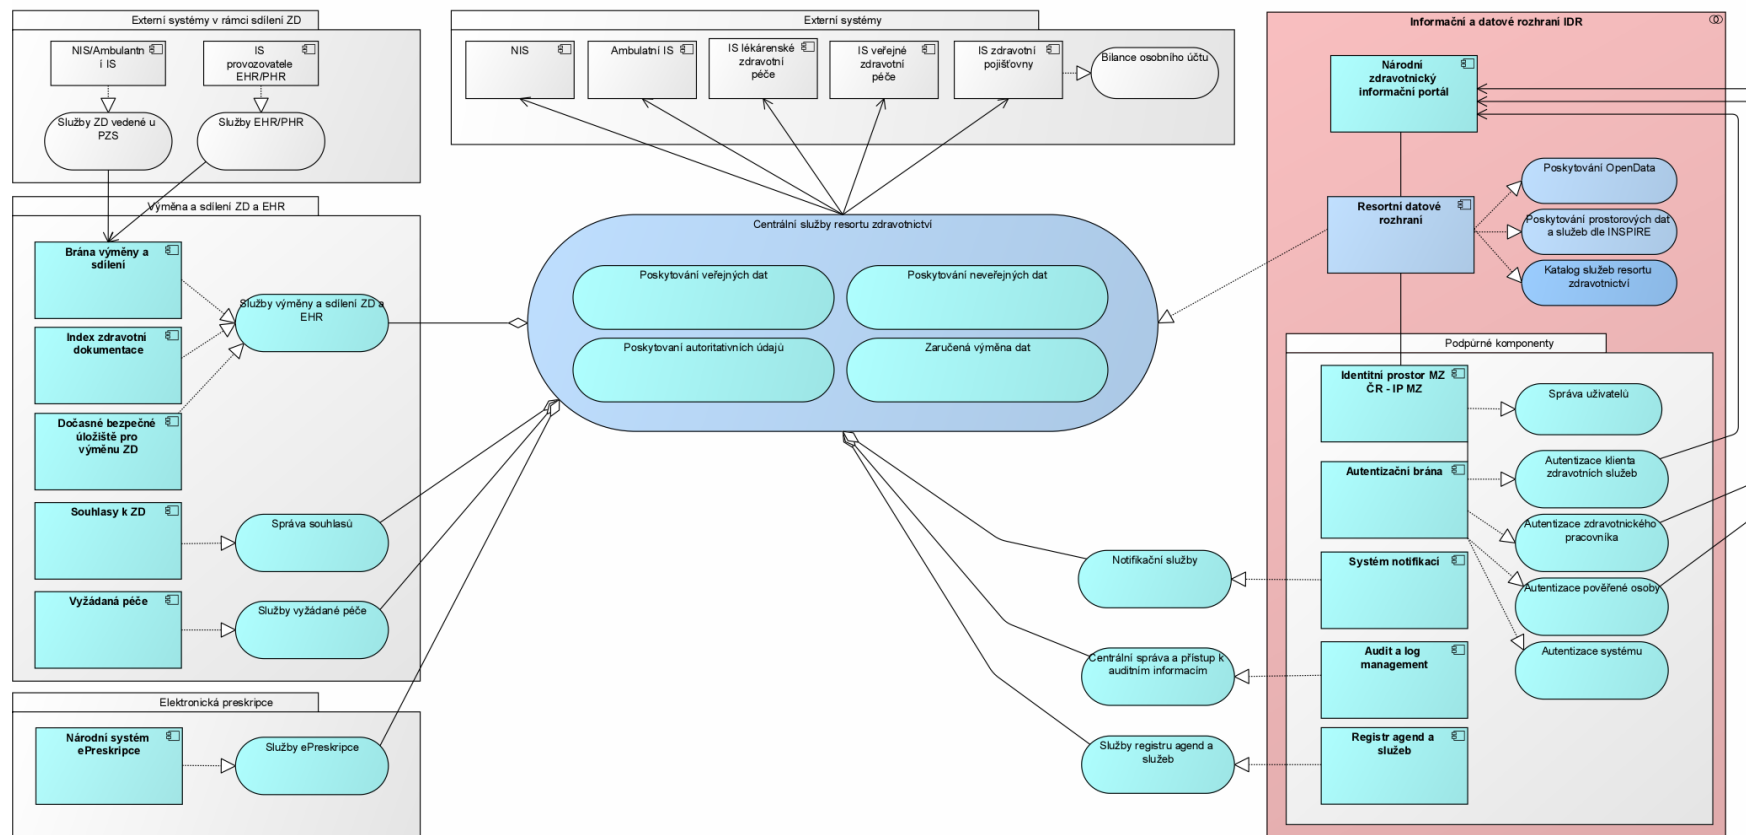 Externí systémy v rámci sdílení ZD
NIS/Ambulantn
í IS
IS
provozovatele
EHR/PHR
Služby ZD vedené u
PZS
Služby EHR/PHR
Externí systémy
NIS
Ambulatní IS
IS lékárenské
zdravotní
péče
IS veřejné
zdravotní
péče
IS zdravotní
pojišťovny
Bilance osobního účtu
Informační a datové rozhraní IDR
Národní
zdravotnický
informační portál
Resortní datové
rozhraní
Poskytování OpenData
Poskytování prostorových dat
a služeb dle INSPIRE
Katalog služeb resortu
zdravotnictví
Výměna a sdílení ZD a EHR
Brána výměny a
sdílení
Index zdravotní
dokumentace
Dočasné bezpečné
úložiště pro
výměnu ZD
Souhlasy k ZD
Vyžádaná péče
Služby výměny a sdílení ZD a
EHR
Správa souhlasů
Služby vyžádané péče
Centrální služby resortu zdravotnictví
Poskytování veřejných dat
Poskytování neveřejných dat
Poskytovaní autoritativních údajů
Zaručená výměna dat
Podpůrné komponenty
Identitní prostor MZ
ČR - IP MZ
Správa uživatelů
Autentizační brána
Autentizace klienta
zdravotních služeb
Autentizace zdravotnického
pracovníka
Autentizace pověřené osoby
Autentizace systému
Systém notifikací
Audit a log
management
Registr agend a
služeb
Notifikační služby
Centrální správa a přístup k
auditním informacím
Služby registru agend a
služeb
Elektronická preskripce
Národní systém
ePreskripce
Služby ePreskripce